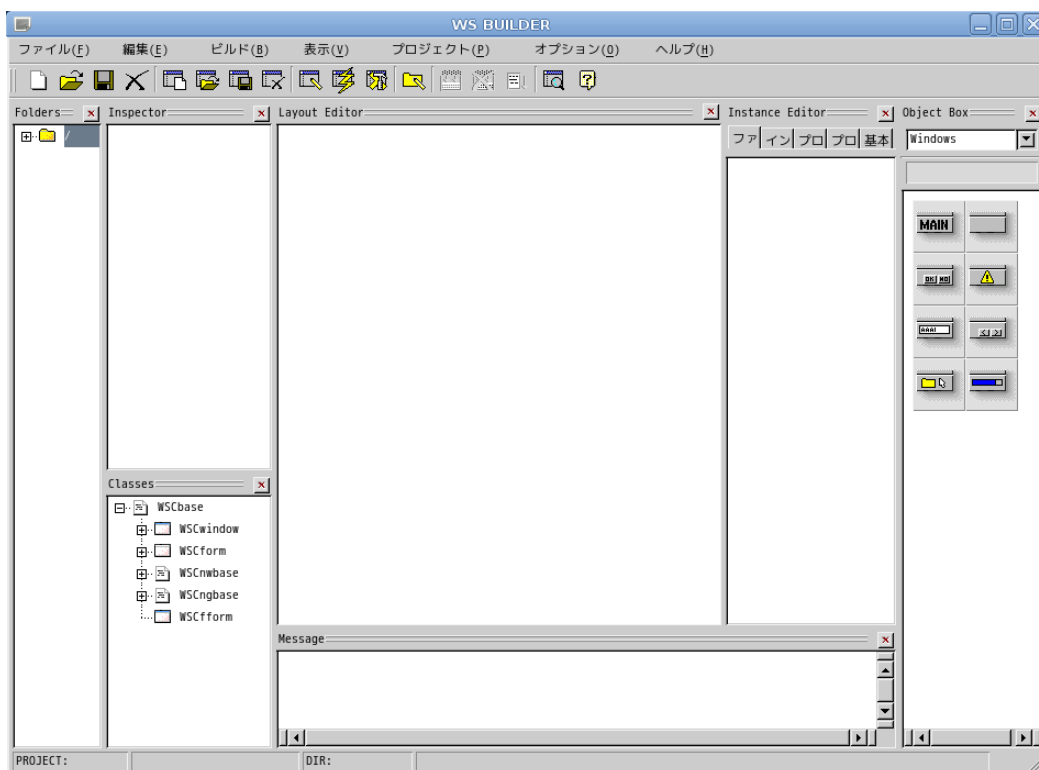 WS BUILDER
ファイル(F) 編集(E) ビルド(B) 表示(V) プロジェクト(P) オプション(O) ヘルプ(H)
Folders Inspector Layout Editor Instance Editor Object Box
/
ファ イン プロ プロ 基本
Windows
MAIN
OK NO
AAA
Classes
WSCbase
WSCwindow
WSCform
WSCnwbase
WSCngbase
WSCfform
Message
PROJECT: DIR: